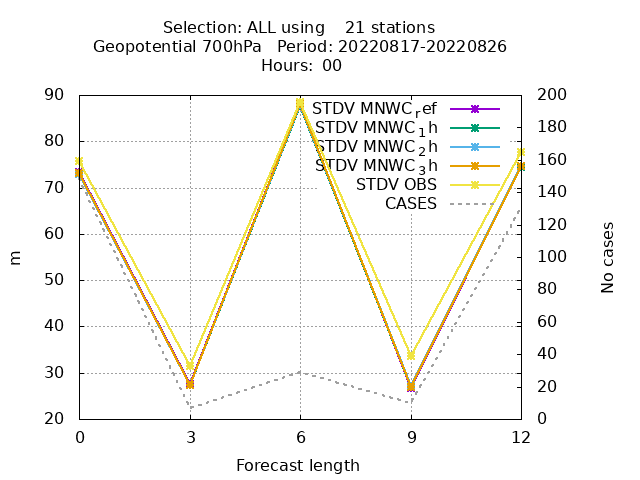 Selection: ALL using    21 stations
Geopotential 700hPa   Period: 20220817-20220826
Hours: 00
90
80
70
60
50
40
30
20
200
180
160
140
120
100
80
60
40
20
0
STDV MNWC_ref
STDV MNWC_1h
STDV MNWC_2h
STDV MNWC_3h
STDV OBS
CASES
m
No cases
0 3 6 9 12
Forecast length